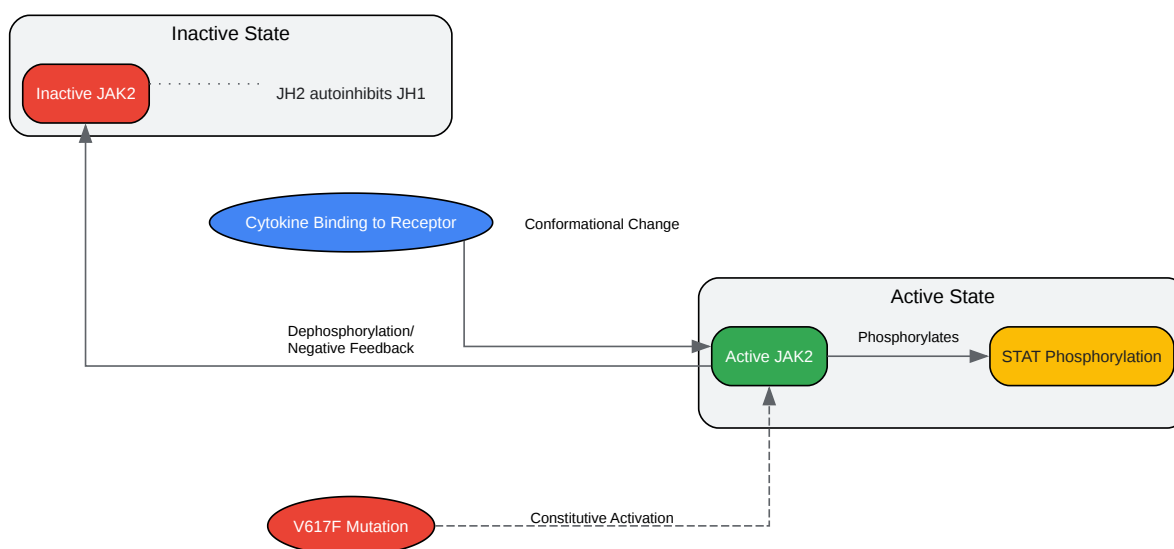 Inactive State
Inactive JAK2
JH2 autoinhibits JH1
Cytokine Binding to Receptor
Conformational Change
Active State
Dephosphorylation/
Negative Feedback
Active JAK2
Phosphorylates
STAT Phosphorylation
V617F Mutation
Constitutive Activation